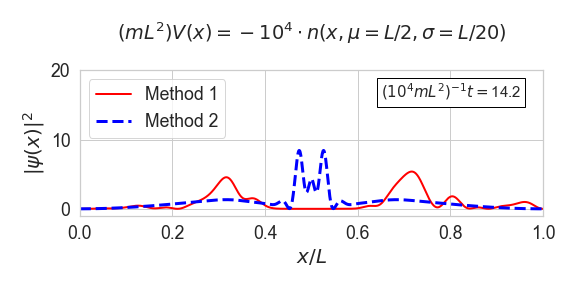 (mL²)V(x) = −10⁴ · n(x, μ = L/2, σ = L/20)
20
10
0
|ψ(x)|²
Method 1
Method 2
(10⁴mL²)⁻¹t = 14.2
0.0 0.2 0.4 0.6 0.8 1.0
x/L